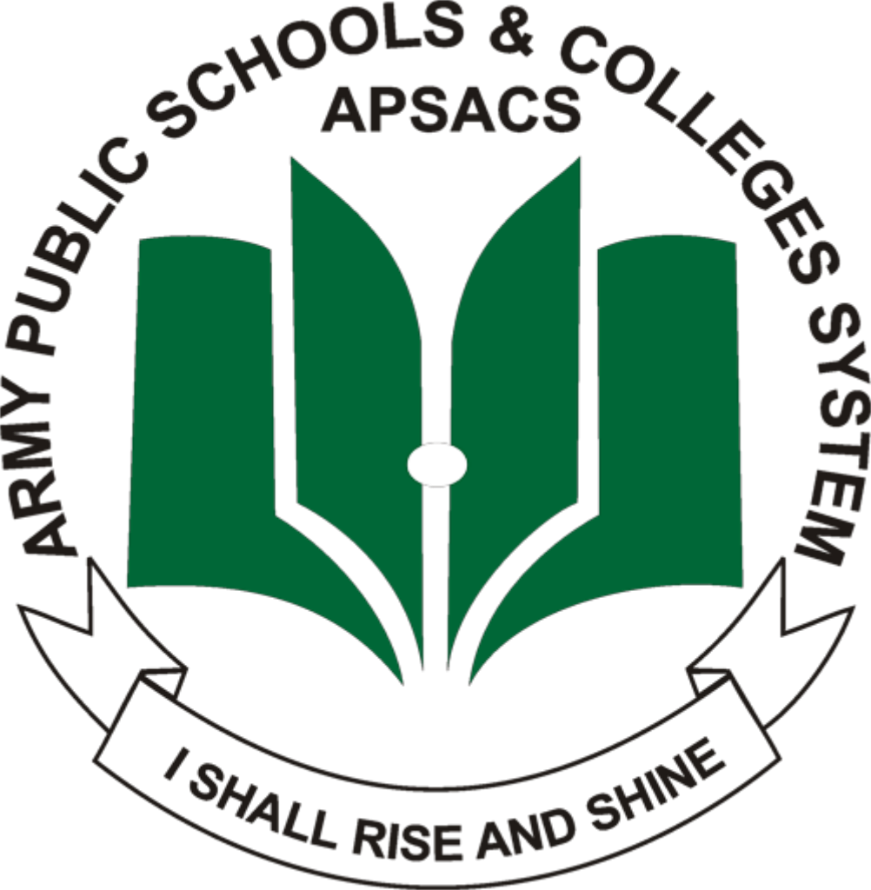 ARMY PUBLIC SCHOOLS & COLLEGES SYSTEM
APSACS
I SHALL RISE AND SHINE